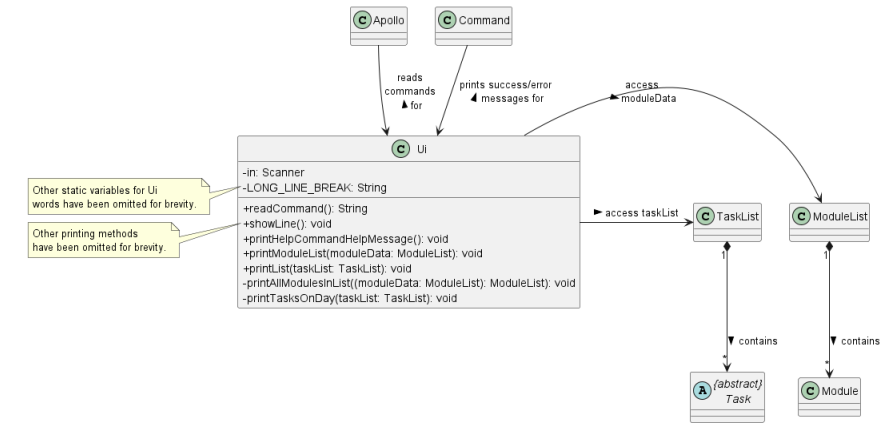 C Apollo
C Command
reads
commands
for
prints success/error
messages for
access
moduleData
C Ui
-in: Scanner
-LONG_LINE_BREAK: String
+readCommand(): String
+showLine(): void
+printHelpCommandHelpMessage(): void
+printModuleList(moduleData: ModuleList): void
+printList(taskList: TaskList): void
-printAllModulesInList((moduleData: ModuleList): ModuleList): void
-printTasksOnDay(taskList: TaskList): void
Other static variables for Ui
words have been omitted for brevity.
Other printing methods
have been omitted for brevity.
access taskList
C TaskList
C ModuleList
1
1
contains
contains
*
*
A {abstract}
Task
C Module